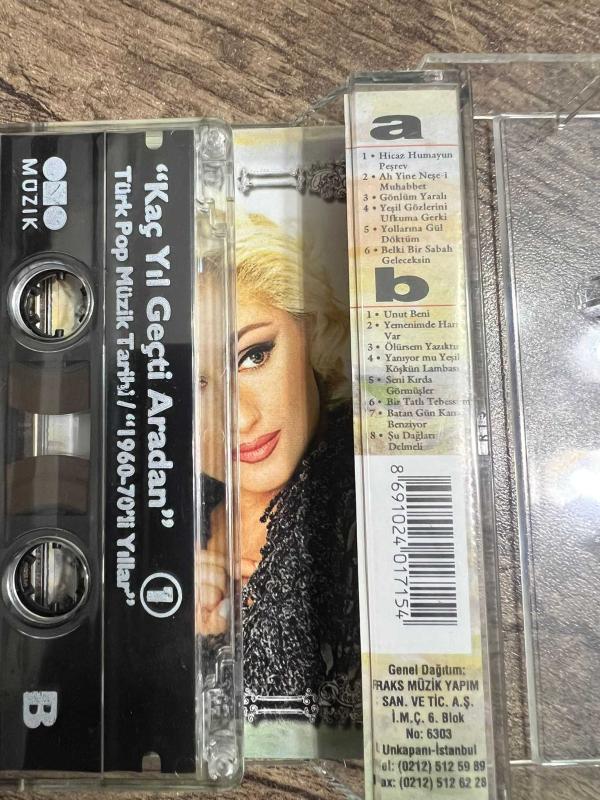 MÜZİK
"Kaç Yıl Geçti Aradan"
Türk Pop Müzik Tarihi / "1960-70'li Yıllar"
1
B
a
1 • Hicaz Humayun
Peşrev
2 • Ah Yine Neşe-i
Muhabbet
3 • Gönlüm Yaralı
4 • Yeşil Gözlerini
Ufkuma Gerki
5 • Yollarına Gül
Döktüm
6 • Belki Bir Sabah
Geleceksin
b
1 • Unut Beni
2 • Yemenimde Hare
Var
3 • Ölürsem Yazıktır
4 • Yanıyor mu Yeşil
Köşkün Lambası
5 • Seni Kırda
Görmüşler
6 • Bir Tatlı Tebessüm
7 • Batan Gün Kana
Benziyor
8 • Şu Dağları
Delmeli
8 691024 017154
Genel Dağıtım:
RAKS MÜZİK YAPIM
SAN. VE TİC. A.Ş.
İ.M.Ç. 6. Blok
No: 6303
Unkapanı-İstanbul
Tel: (0212) 512 59 89
Fax: (0212) 512 62 28